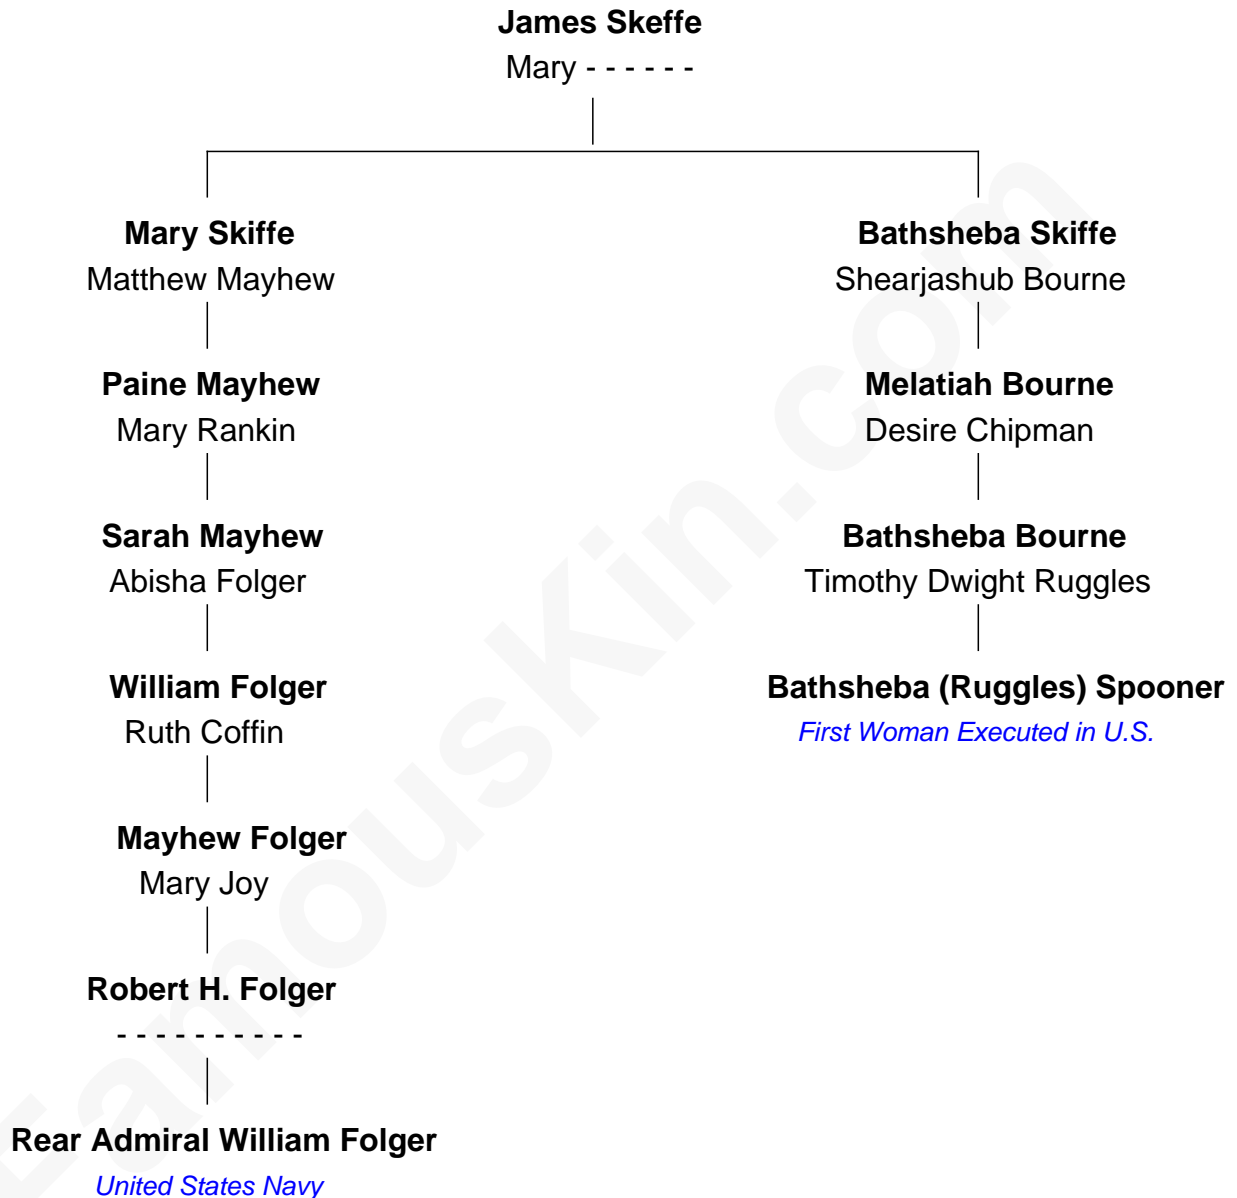 James Skeffe
Mary - - - - - -
Mary Skiffe
Matthew Mayhew
Bathsheba Skiffe
Shearjashub Bourne
Paine Mayhew
Mary Rankin
Melatiah Bourne
Desire Chipman
Sarah Mayhew
Abisha Folger
Bathsheba Bourne
Timothy Dwight Ruggles
William Folger
Ruth Coffin
Bathsheba (Ruggles) Spooner
First Woman Executed in U.S.
Mayhew Folger
Mary Joy
Robert H. Folger
- - - - - - - - - -
Rear Admiral William Folger
United States Navy
FamousKin.com